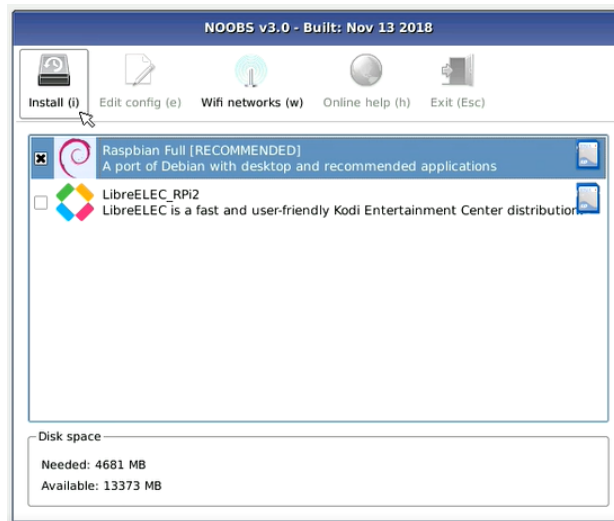 NOOBS v3.0 - Built: Nov 13 2018
Install (i) Edit config (e) Wifi networks (w) Online help (h) Exit (Esc)
Raspbian Full [RECOMMENDED]
A port of Debian with desktop and recommended applications
LibreELEC_RPi2
LibreELEC is a fast and user-friendly Kodi Entertainment Center distribution.
Disk space
Needed: 4681 MB
Available: 13373 MB